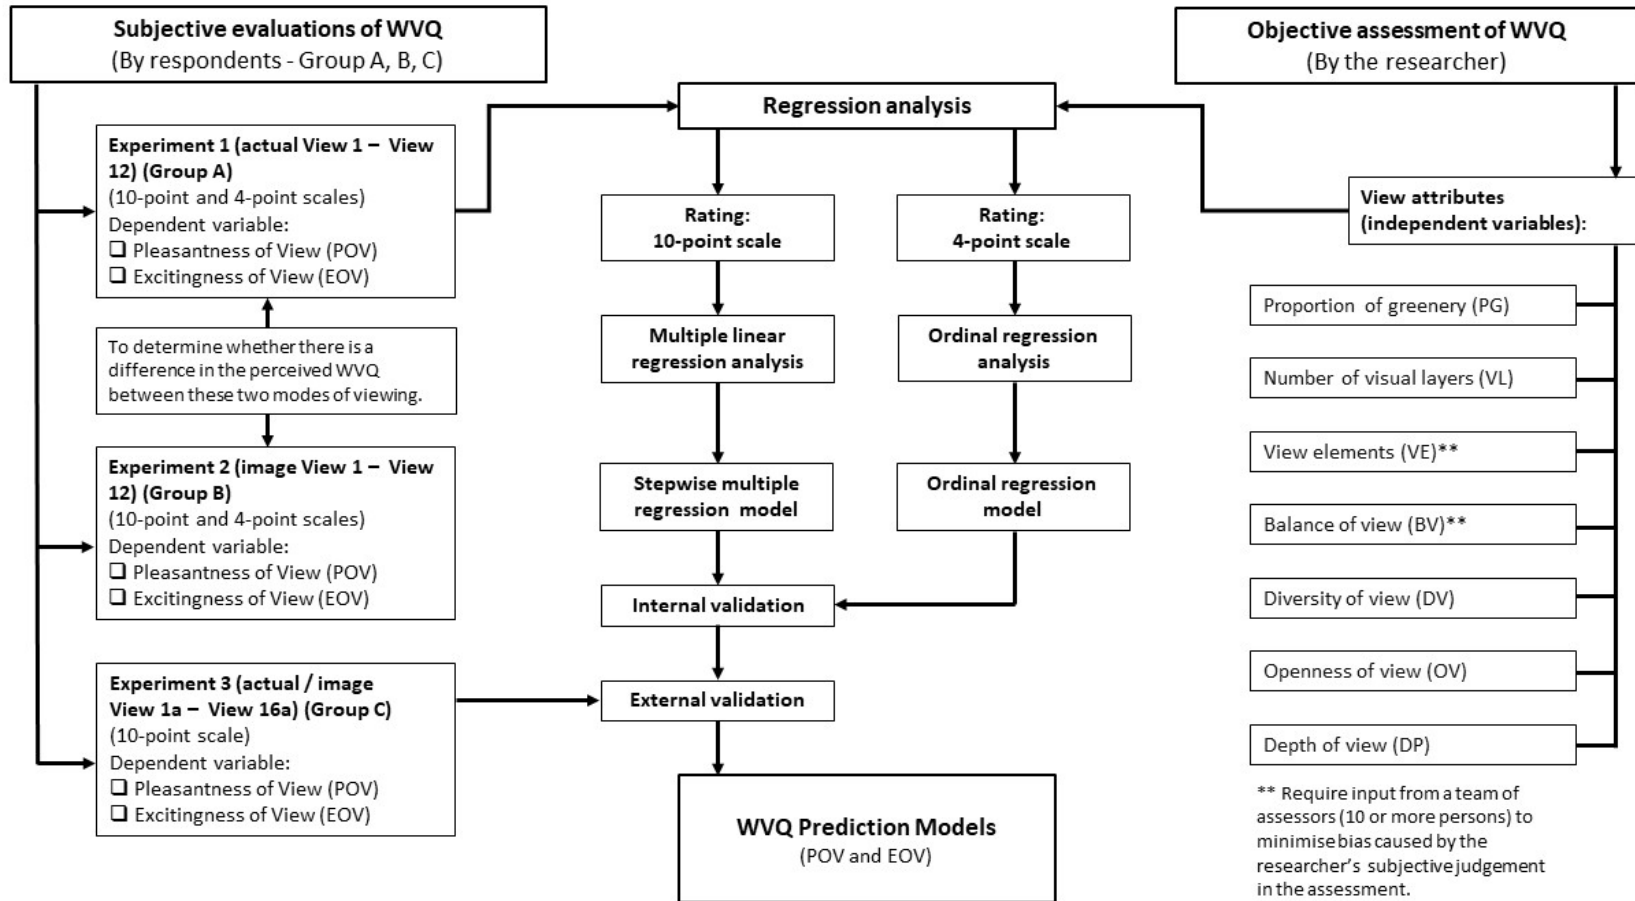 Subjective evaluations of WVQ
(By respondents - Group A, B, C)
Experiment 1 (actual View 1 – View
12) (Group A)
(10-point and 4-point scales)
Dependent variable:
❑ Pleasantness of View (POV)
❑ Excitingness of View (EOV)
To determine whether there is a
difference in the perceived WVQ
between these two modes of viewing.
Experiment 2 (image View 1 – View
12) (Group B)
(10-point and 4-point scales)
Dependent variable:
❑ Pleasantness of View (POV)
❑ Excitingness of View (EOV)
Experiment 3 (actual / image
View 1a – View 16a) (Group C)
(10-point scale)
Dependent variable:
❑ Pleasantness of View (POV)
❑ Excitingness of View (EOV)
Regression analysis
Rating:
10-point scale
Multiple linear
regression analysis
Stepwise multiple
regression model
Rating:
4-point scale
Ordinal regression
analysis
Ordinal regression
model
Internal validation
External validation
WVQ Prediction Models
(POV and EOV)
Objective assessment of WVQ
(By the researcher)
View attributes
(independent variables):
Proportion of greenery (PG)
Number of visual layers (VL)
View elements (VE)**
Balance of view (BV)**
Diversity of view (DV)
Openness of view (OV)
Depth of view (DP)
** Require input from a team of
assessors (10 or more persons) to
minimise bias caused by the
researcher's subjective judgement
in the assessment.